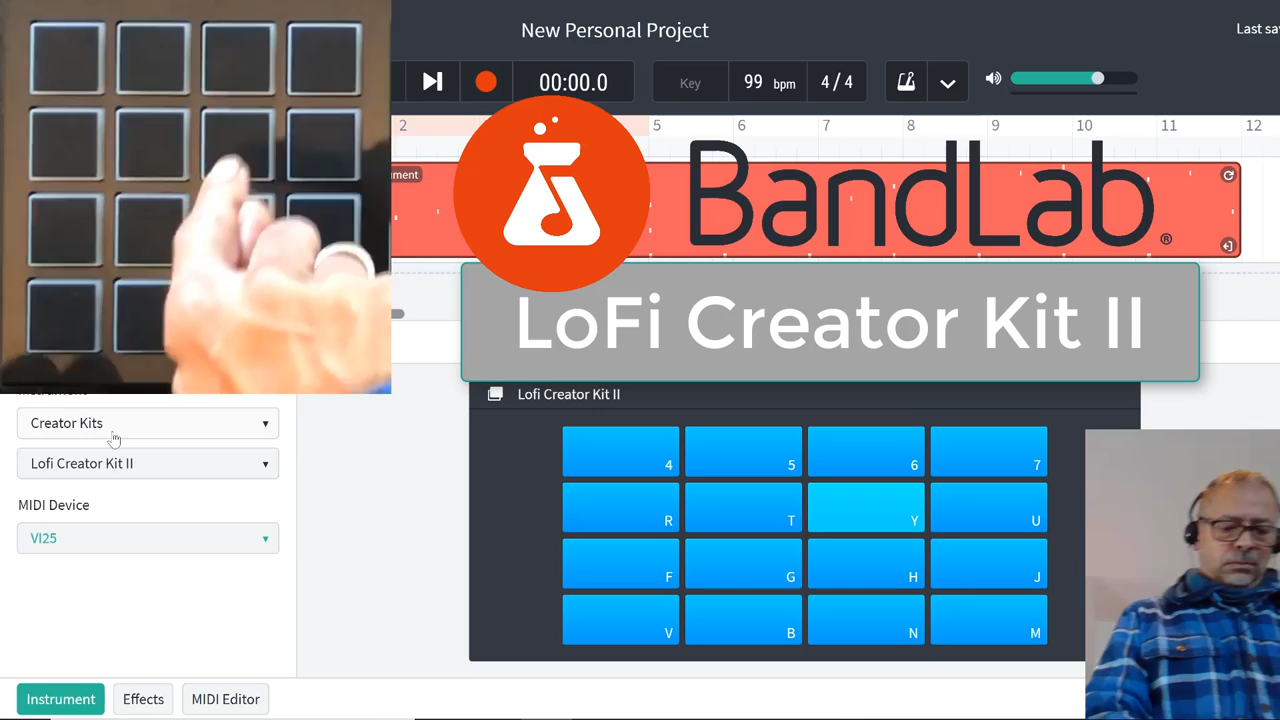 New Personal Project
Last sa
00:00.0
Key
99 bpm
4/4
2 5 6 7 8 9 10 11 12
ment
BandLab®
LoFi Creator Kit II
Lofi Creator Kit II
Creator Kits
Lofi Creator Kit II
MIDI Device
VI25
4 5 6 7
R T Y U
F G H J
V B N M
Instrument
Effects
MIDI Editor